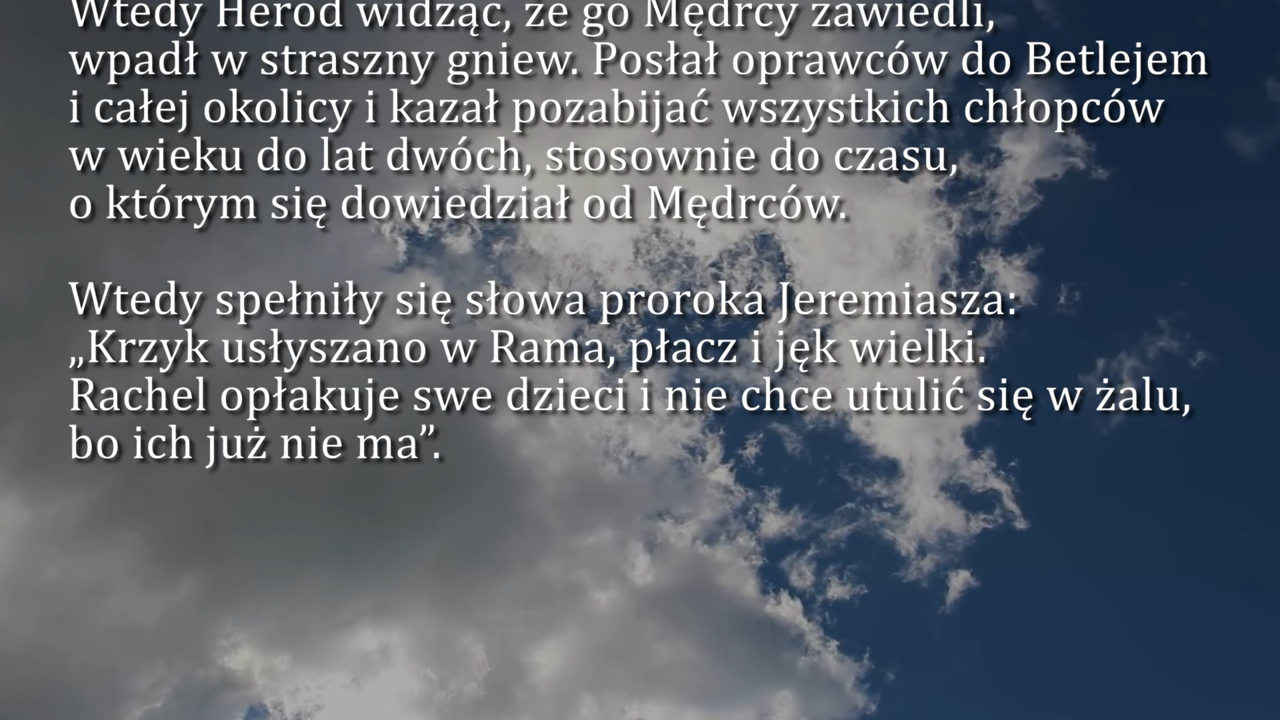 Wtedy Herod widząc, że go Mędrcy zawiedli,
wpadł w straszny gniew. Posłał oprawców do Betlejem
i całej okolicy i kazał pozabijać wszystkich chłopców
w wieku do lat dwóch, stosownie do czasu,
o którym się dowiedział od Mędrców.
Wtedy spełniły się słowa proroka Jeremiasza:
„Krzyk usłyszano w Rama, płacz i jęk wielki.
Rachel opłakuje swe dzieci i nie chce utulić się w żalu,
bo ich już nie ma”.